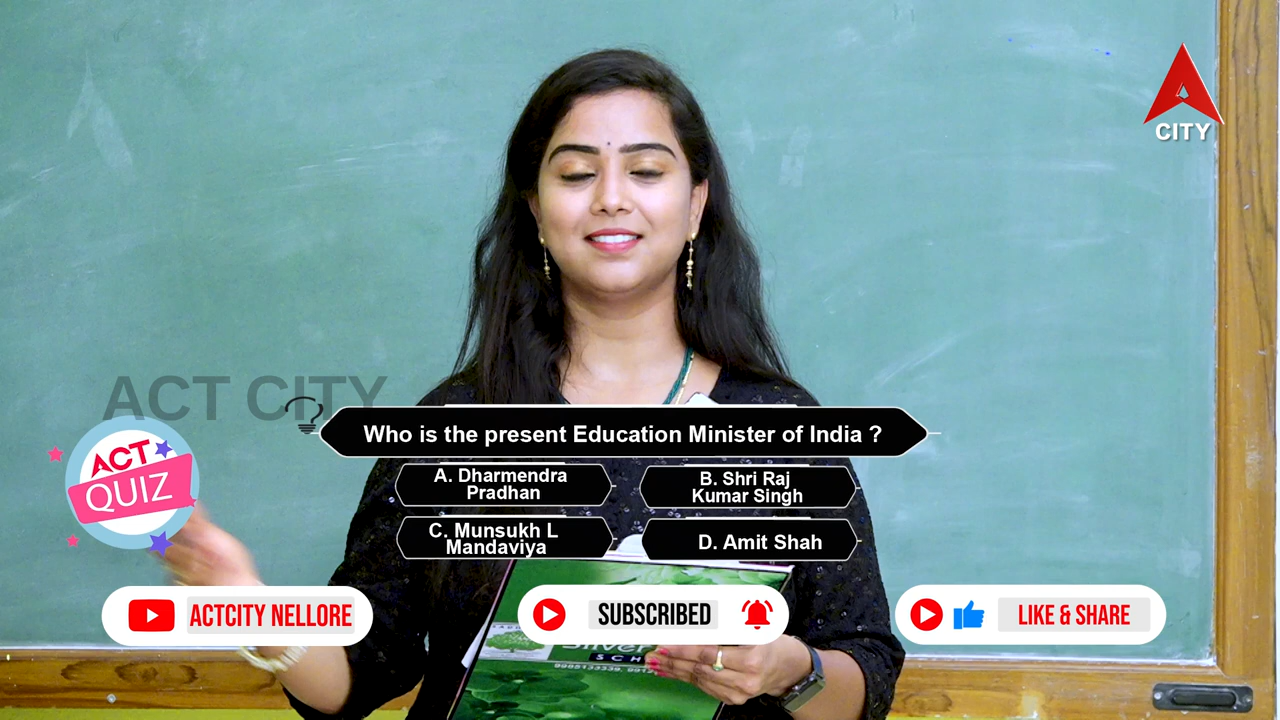 CITY
ACT CITY
ACT
QUIZ
Who is the present Education Minister of India ?
A. Dharmendra
Pradhan
B. Shri Raj
Kumar Singh
C. Munsukh L
Mandaviya
D. Amit Shah
ACTCITY NELLORE
SUBSCRIBED
LIKE & SHARE
SCH